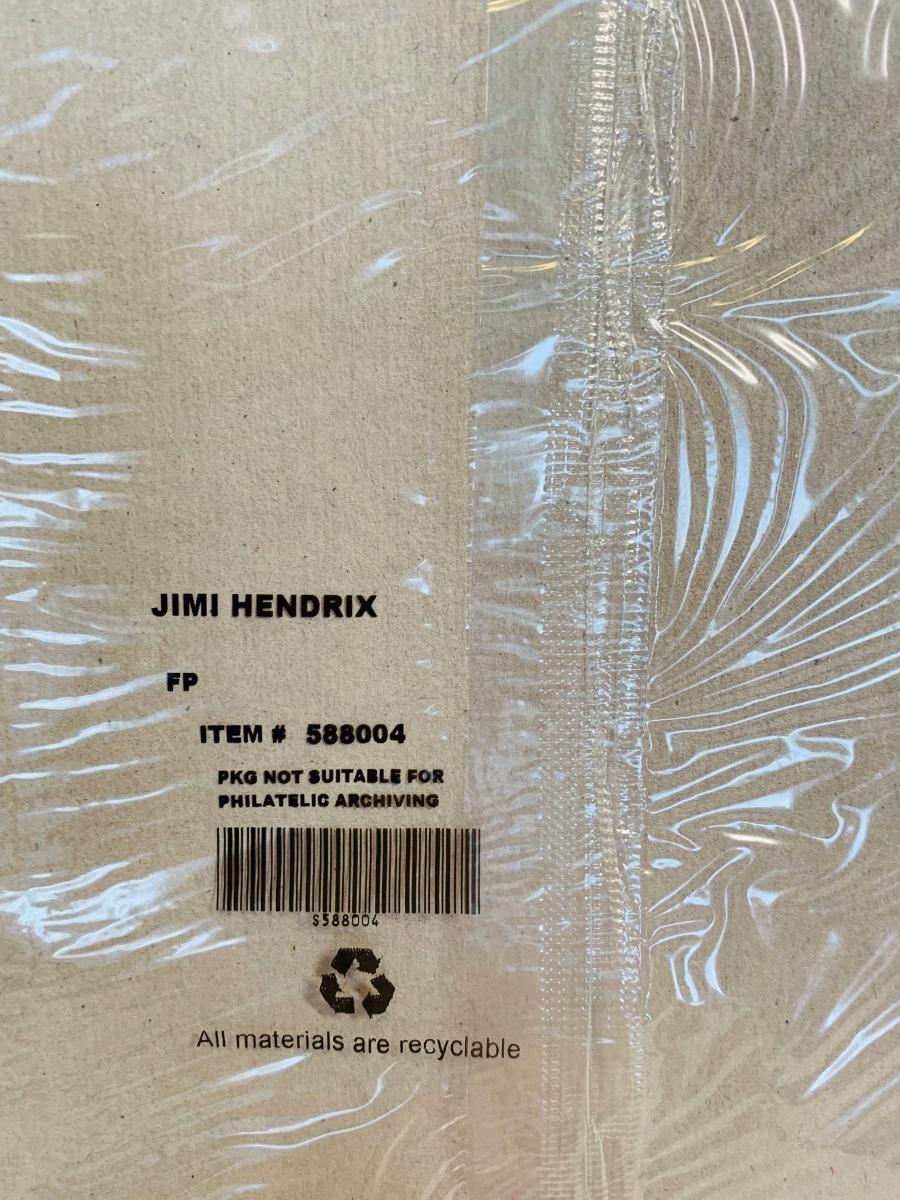 JIMI HENDRIX
FP
ITEM # 588004
PKG NOT SUITABLE FOR
PHILATELIC ARCHIVING
S588004
All materials are recyclable